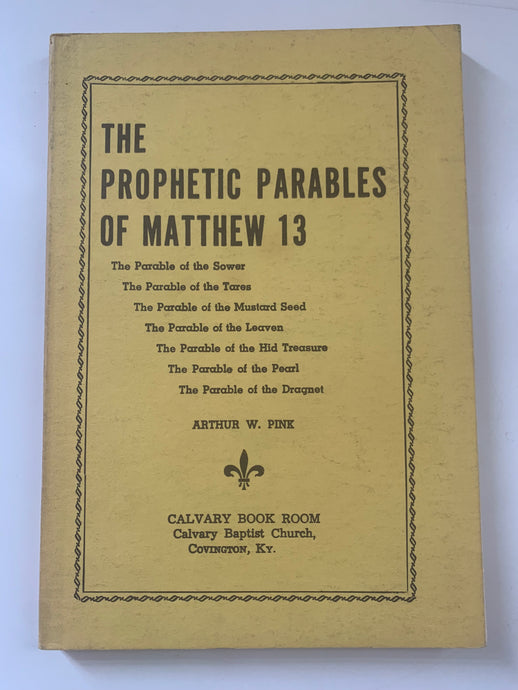 THE
PROPHETIC PARABLES
OF MATTHEW 13
The Parable of the Sower
The Parable of the Tares
The Parable of the Mustard Seed
The Parable of the Leaven
The Parable of the Hid Treasure
The Parable of the Pearl
The Parable of the Dragnet
ARTHUR W. PINK
CALVARY BOOK ROOM
Calvary Baptist Church,
COVINGTON, KY.